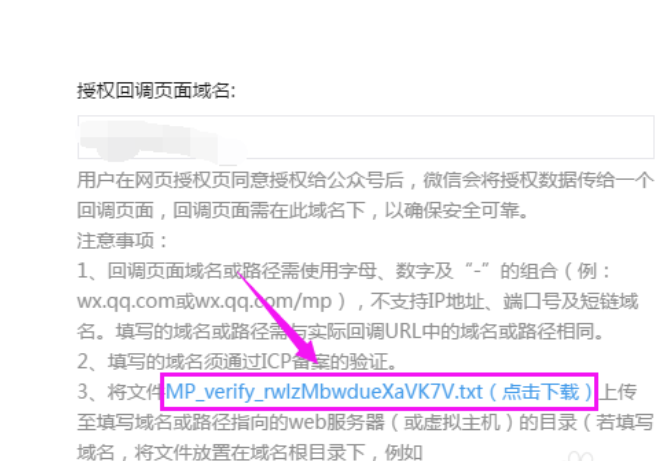 授权回调页面域名:
用户在网页授权页同意授权给公众号后，微信会将授权数据传给一个
回调页面，回调页面需在此域名下，以确保安全可靠。
注意事项：
1、回调页面域名或路径需使用字母、数字及“-”的组合（例：
wx.qq.com或wx.qq.com/mp），不支持IP地址、端口号及短链域
名。填写的域名或路径需与实际回调URL中的域名或路径相同。
2、填写的域名须通过ICP备案的验证。
3、将文件MP_verify_rwlzMbwdueXaVK7V.txt（点击下载）上传
至填写域名或路径指向的web服务器（或虚拟主机）的目录（若填写
域名，将文件放置在域名根目录下，例如